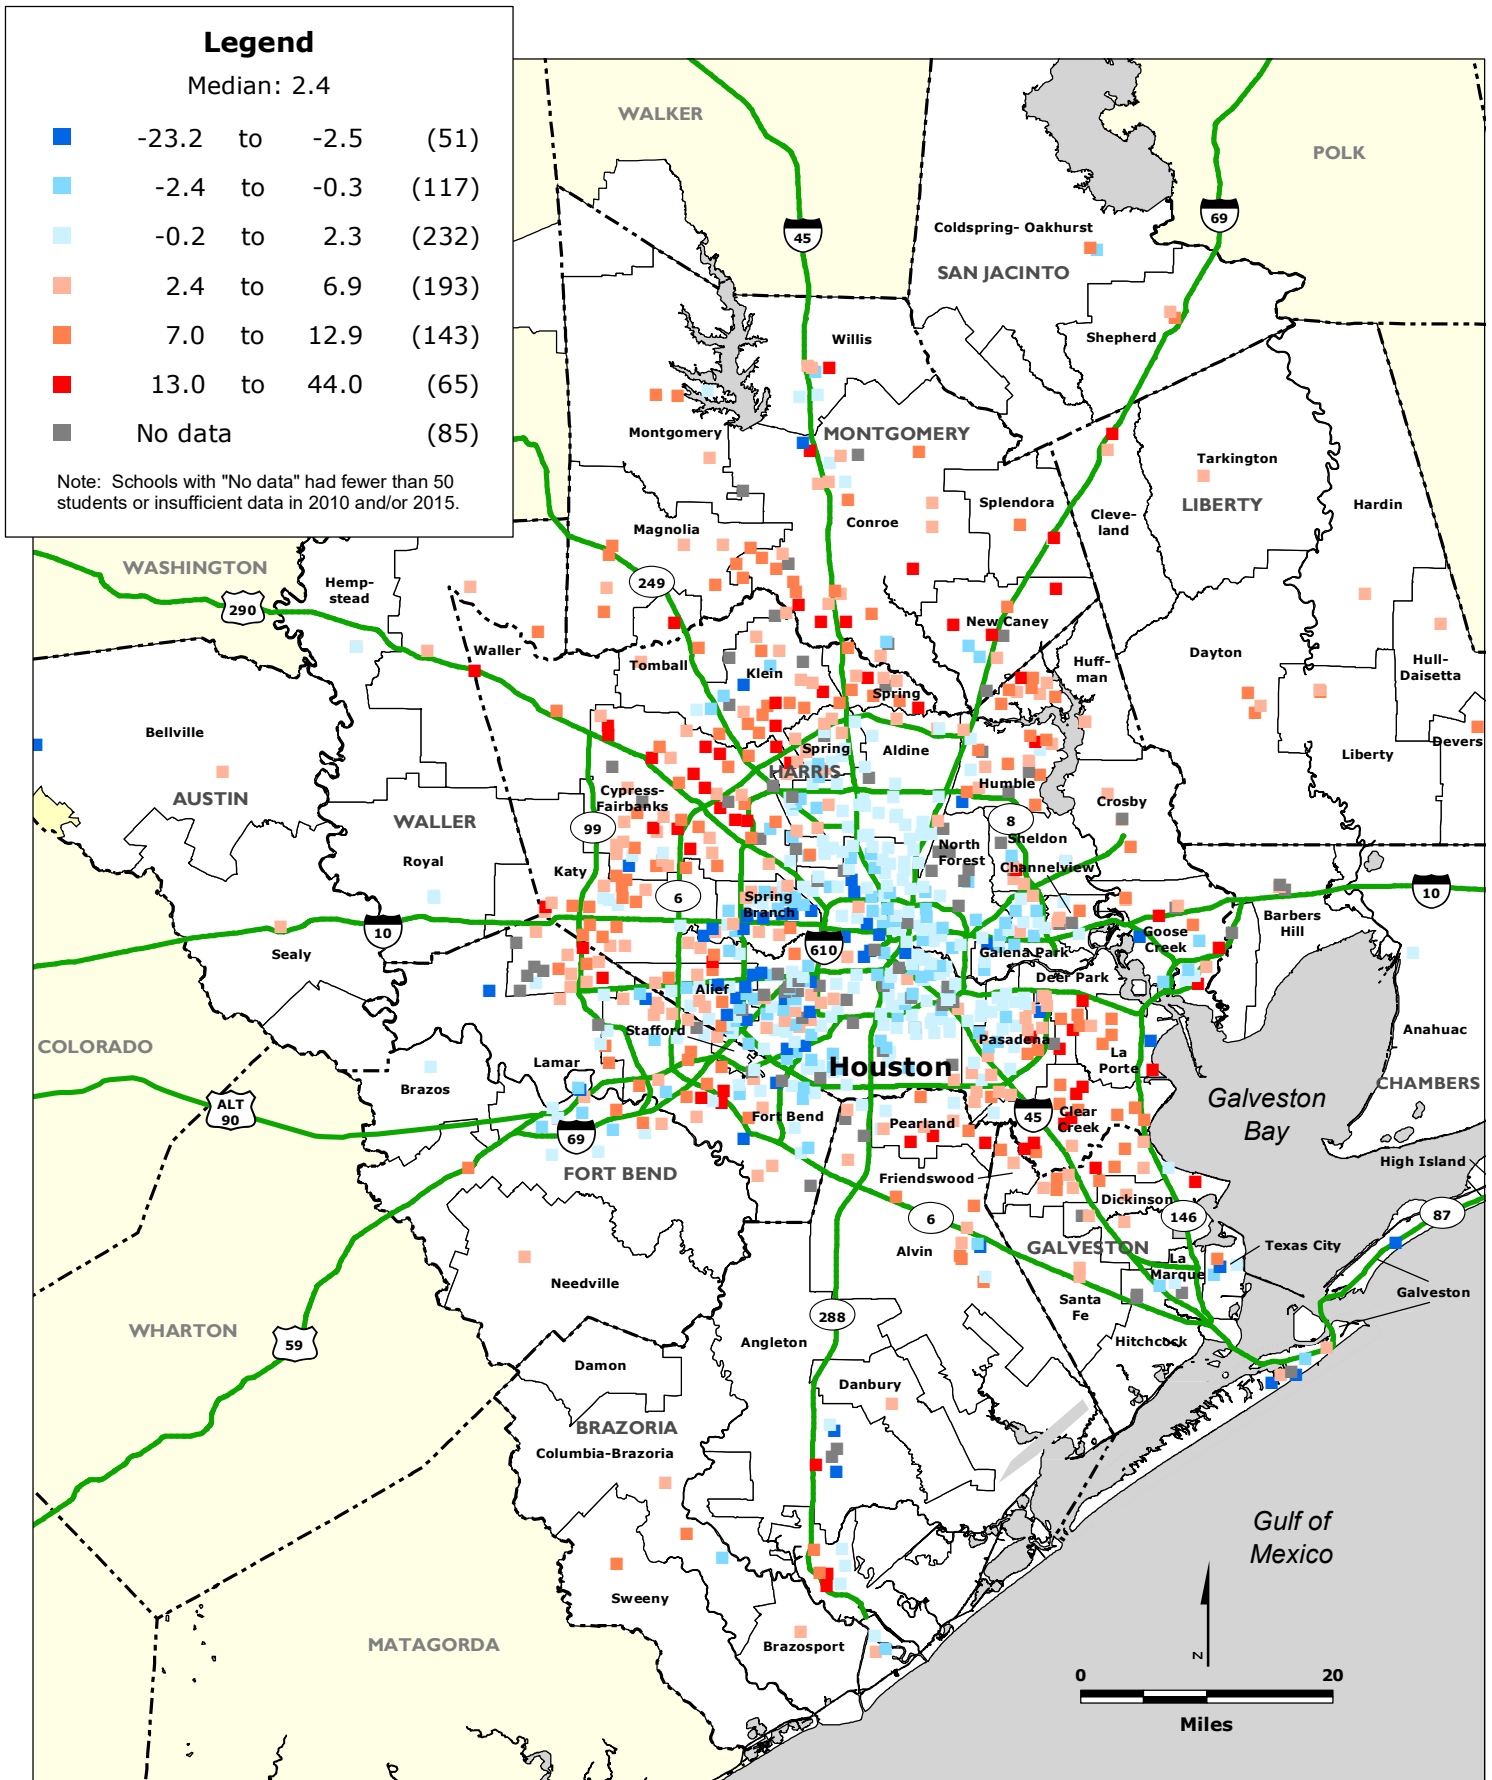 Legend
Median: 2.4
-23.2 to -2.5 (51)
-2.4 to -0.3 (117)
-0.2 to 2.3 (232)
2.4 to 6.9 (193)
7.0 to 12.9 (143)
13.0 to 44.0 (65)
No data (85)
Note: Schools with "No data" had fewer than 50
students or insufficient data in 2010 and/or 2015.
WALKER
POLK
69
45
Coldspring- Oakhurst
SAN JACINTO
Willis
Shepherd
Montgomery
MONTGOMERY
Tarkington
LIBERTY
Hardin
Splendora
Cleve-
land
Magnolia
Conroe
WASHINGTON
Hemp-
stead
249
290
New Caney
Waller
Tomball
Klein
Huff-
man
Dayton
Hull-
Daisetta
Spring
Bellville
Spring
Aldine
Devers
Liberty
HARRIS
Humble
Cypress-
Fairbanks
AUSTIN
Crosby
WALLER
99
8
Sheldon
North
Forest
Royal
Katy
Channelview
6
Spring
Branch
10
Barbers
Hill
10
Goose
Creek
610
Sealy
Galena Park
Deer Park
Alief
Stafford
Anahuac
COLORADO
Pasadena
La
Porte
Lamar
Houston
Brazos
CHAMBERS
Galveston
Bay
ALT
90
45
Clear
Creek
Fort Bend
Pearland
69
High Island
FORT BEND
Friendswood
Dickinson
6
146
87
Alvin
GALVESTON
Texas City
La
Marque
Needville
Galveston
Santa
Fe
WHARTON
59
288
Angleton
Hitchcock
Damon
Danbury
BRAZORIA
Columbia-Brazoria
Gulf of
Mexico
Sweeny
MATAGORDA
Brazosport
N
0 20
Miles